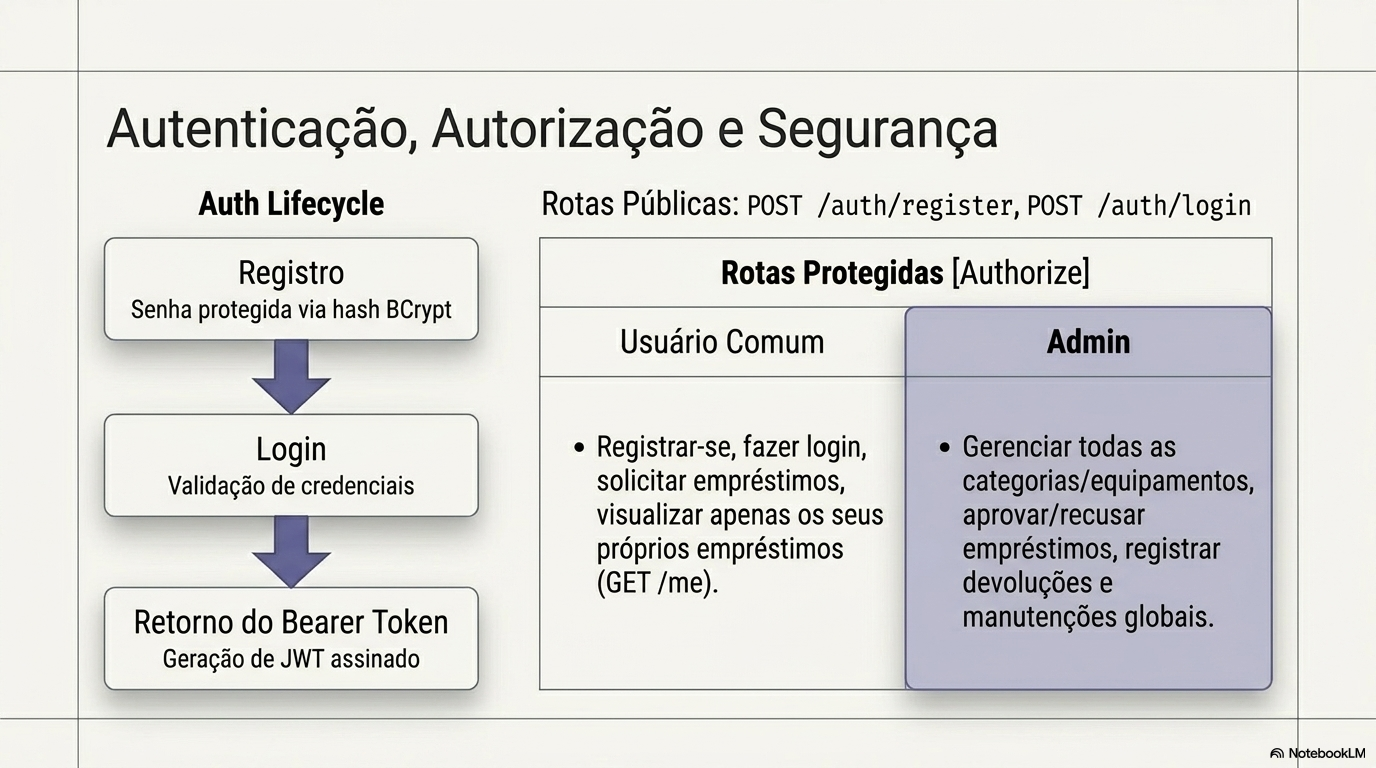 Autenticação, Autorização e Segurança
Auth Lifecycle
Registro
Senha protegida via hash BCrypt
Login
Validação de credenciais
Retorno do Bearer Token
Geração de JWT assinado
Rotas Públicas: POST /auth/register, POST /auth/login
Rotas Protegidas [Authorize]
Usuário Comum
• Registrar-se, fazer login,
solicitar empréstimos,
visualizar apenas os seus
próprios empréstimos
(GET /me).
Admin
• Gerenciar todas as
categorias/equipamentos,
aprovar/recusar
empréstimos, registrar
devoluções e
manutenções globais.
NotebookLM